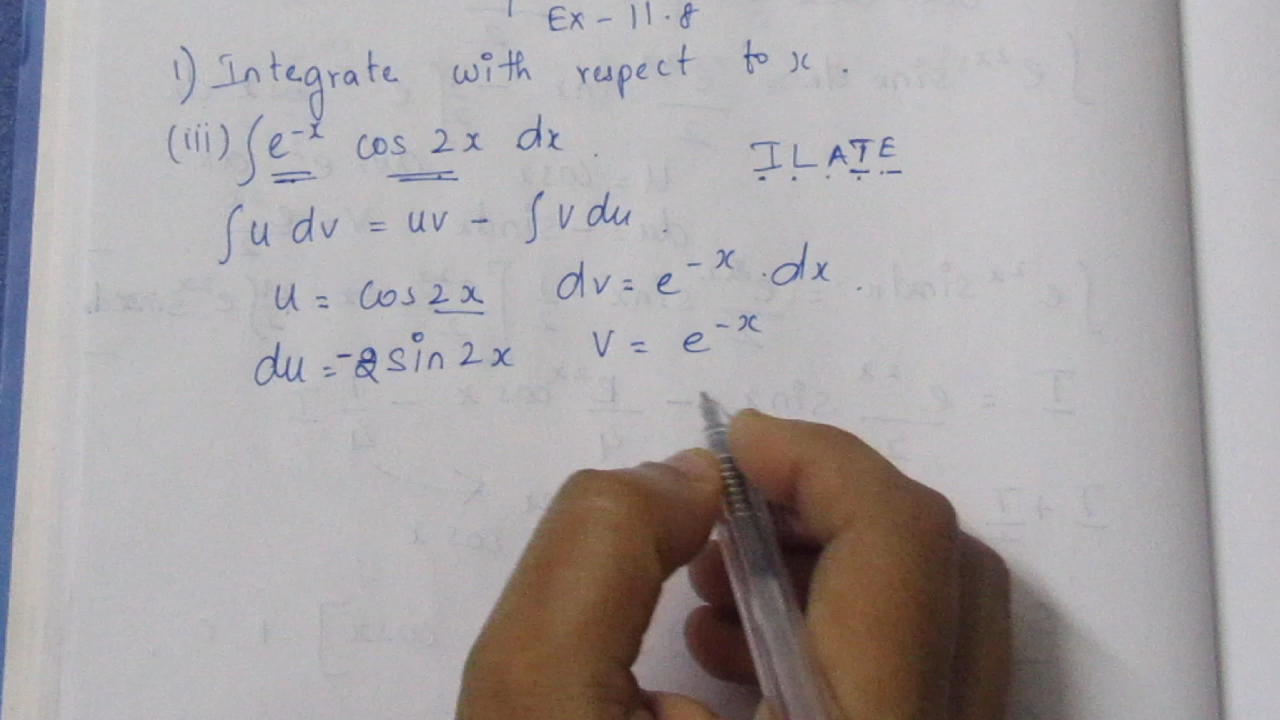 Ex - 11.8
1) Integrate with respect to x.
(iii) ∫e^-x cos 2x dx.
I L A T E
∫u dv = uv - ∫v du.
u = cos 2x dv = e^-x . dx.
du = -2 sin 2x v = e^-x